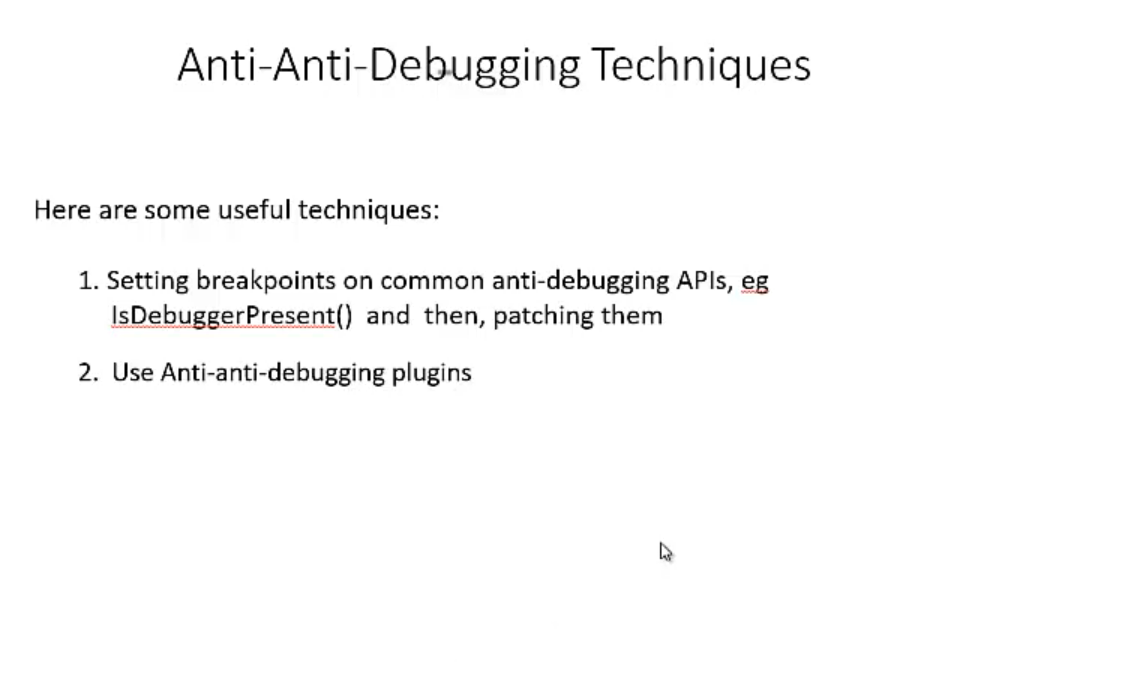 Anti-Anti-Debugging Techniques
Here are some useful techniques:
1. Setting breakpoints on common anti-debugging APIs, eg
IsDebuggerPresent() and then, patching them
2. Use Anti-anti-debugging plugins